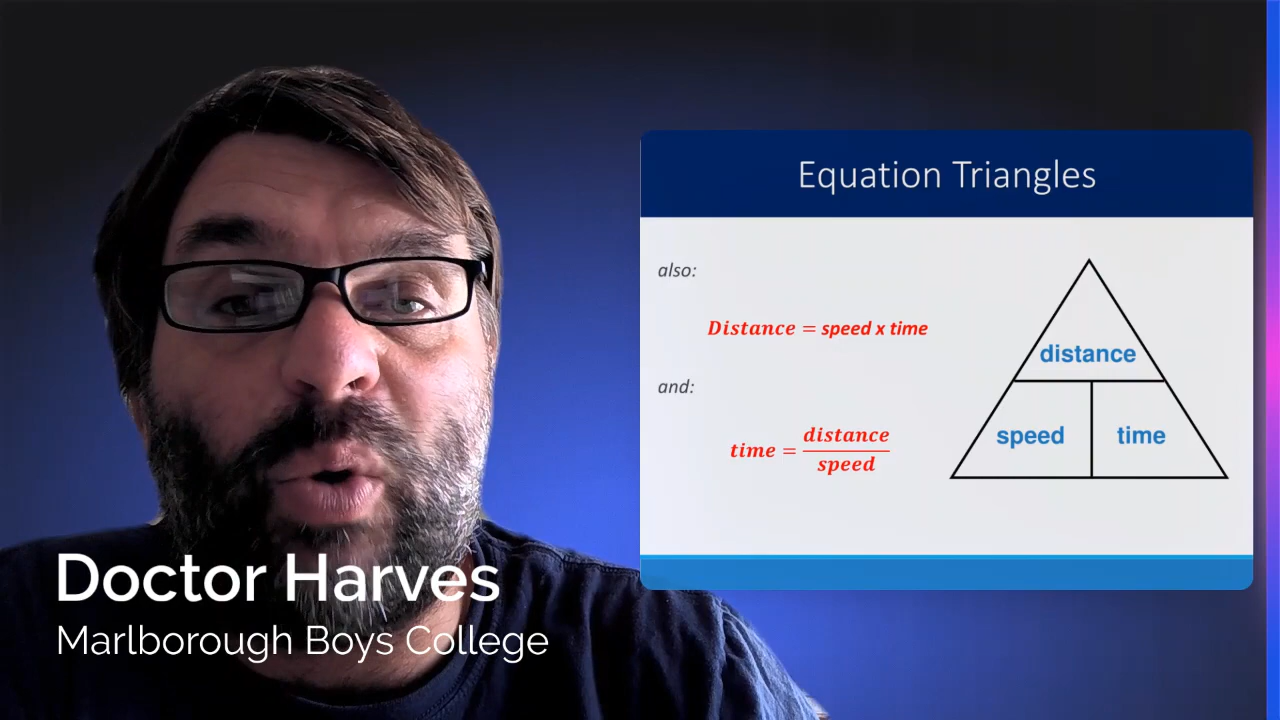 Doctor Harves
Marlborough Boys College
Equation Triangles
also:
Distance = speed x time
and:
time = distance / speed
distance
speed
time